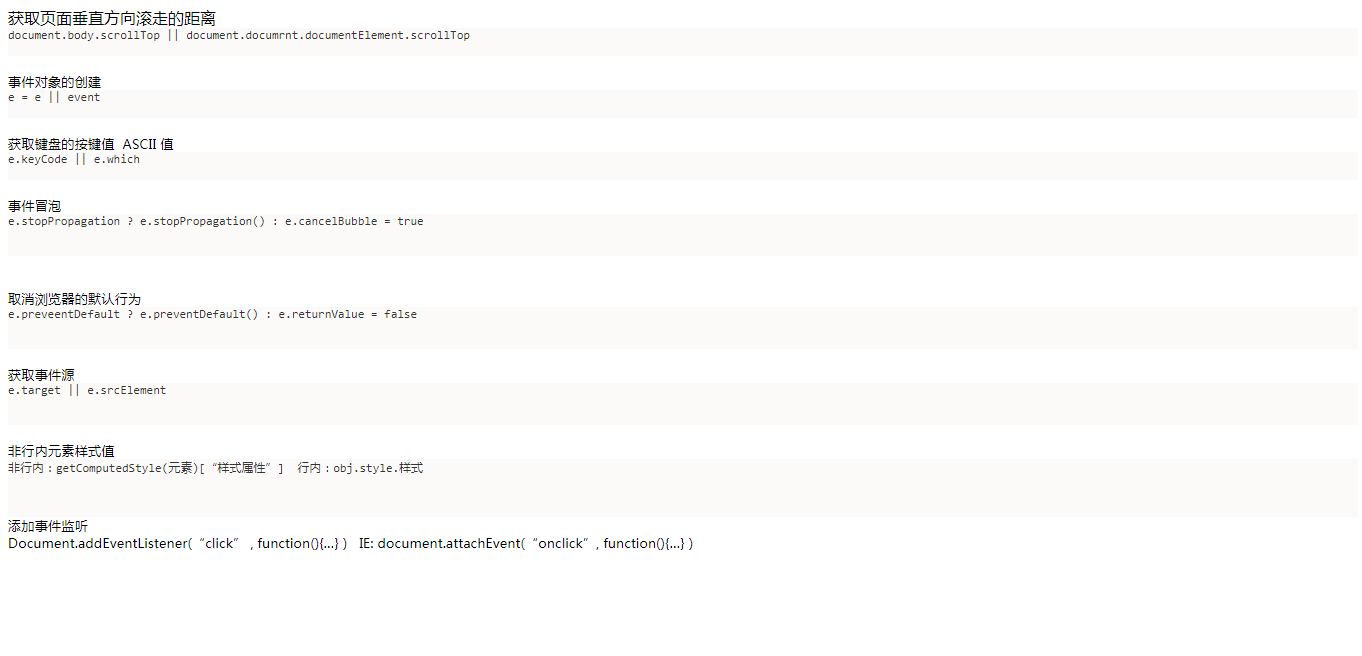 获取页面垂直方向滚走的距离
document.body.scrollTop || document.documrnt.documentElement.scrollTop
事件对象的创建
e = e || event
获取键盘的按键值 ASCII 值
e.keyCode || e.which
事件冒泡
e.stopPropagation ? e.stopPropagation() : e.cancelBubble = true
取消浏览器的默认行为
e.preveentDefault ? e.preventDefault() : e.returnValue = false
获取事件源
e.target || e.srcElement
非行内元素样式值
非行内：getComputedStyle(元素)[ “样式属性” ] 行内：obj.style.样式
添加事件监听
Document.addEventListener( “click” , function(){...} ) IE: document.attachEvent( “onclick” , function(){...} )